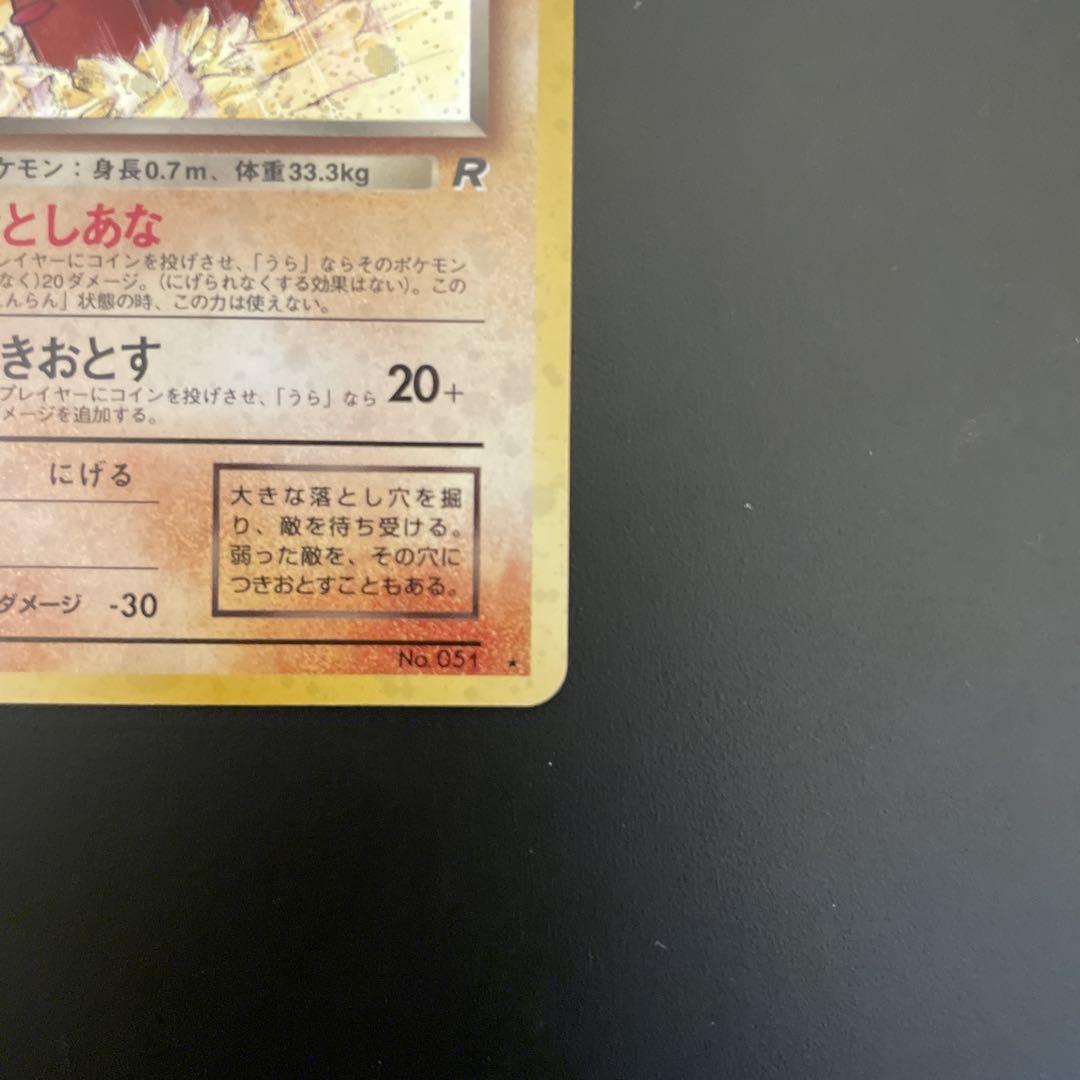 ケモン：身長0.7m、体重33.3kg
R
としあな
レイヤーにコインを投げさせ、「うら」ならそのポケモン
なく)20ダメージ。(にげられなくする効果はない)。この
んらん」状態の時、この力は使えない。
きおとす
20+
プレイヤーにコインを投げさせ、「うら」なら
メージを追加する。
にげる
大きな落とし穴を掘
り、敵を待ち受ける。
弱った敵を、その穴に
つきおとすこともある。
ダメージ -30
No.051 ★